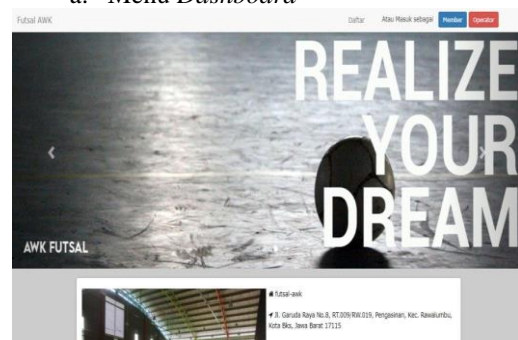 a. Menu Dashboard
Futsal AWK
Daftar
Atau Masuk sebagai
Member
Operator
REALIZE
YOUR
DREAM
AWK FUTSAL
futsal-awk
Jl. Garuda Raya No.8, RT.009/RW.019, Pengasinan, Kec. Rawalumbu,
Kota Bks, Jawa Barat 17115